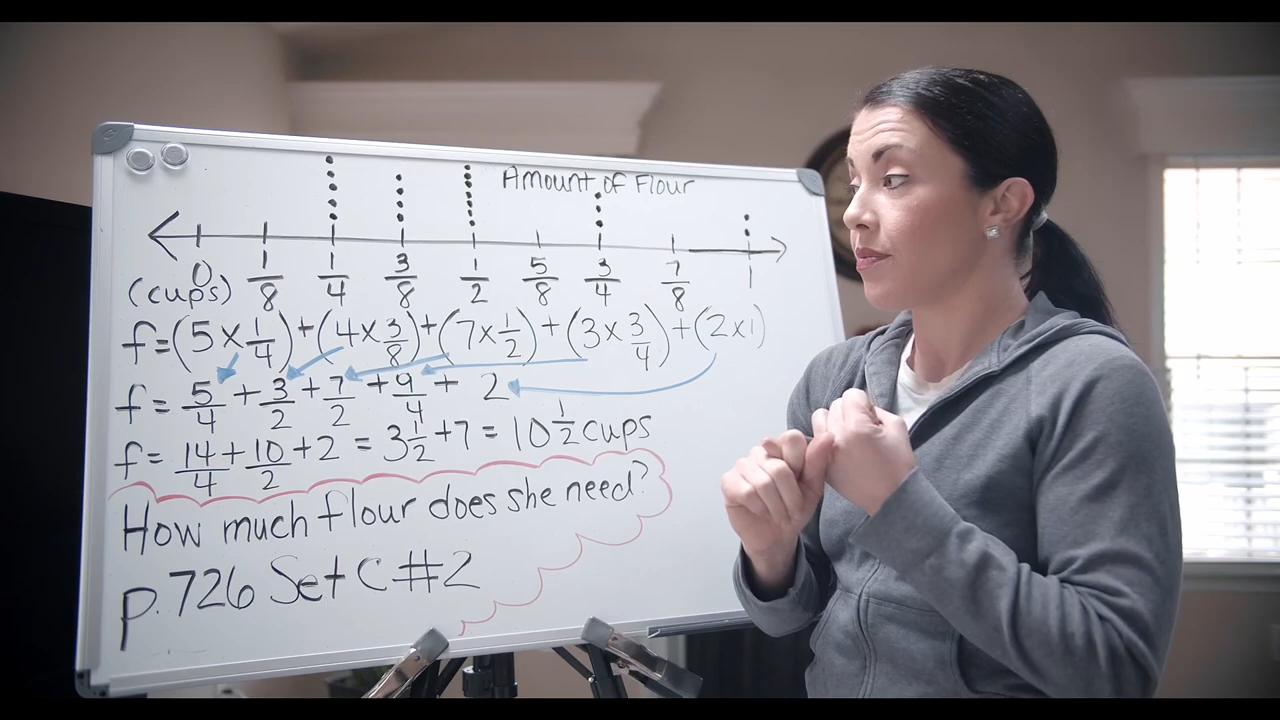 Amount of Flour
0 1/8 1/4 3/8 1/2 5/8 3/4 7/8 1
(cups)
f=(5×1/4)+(4×3/8)+(7×1/2)+(3×3/4)+(2×1)
f=5/4+3/2+7/2+9/4+2
f=14/4+10/2+2=3 1/2+7=10 1/2 cups
How much flour does she need?
p.726 Set C #2